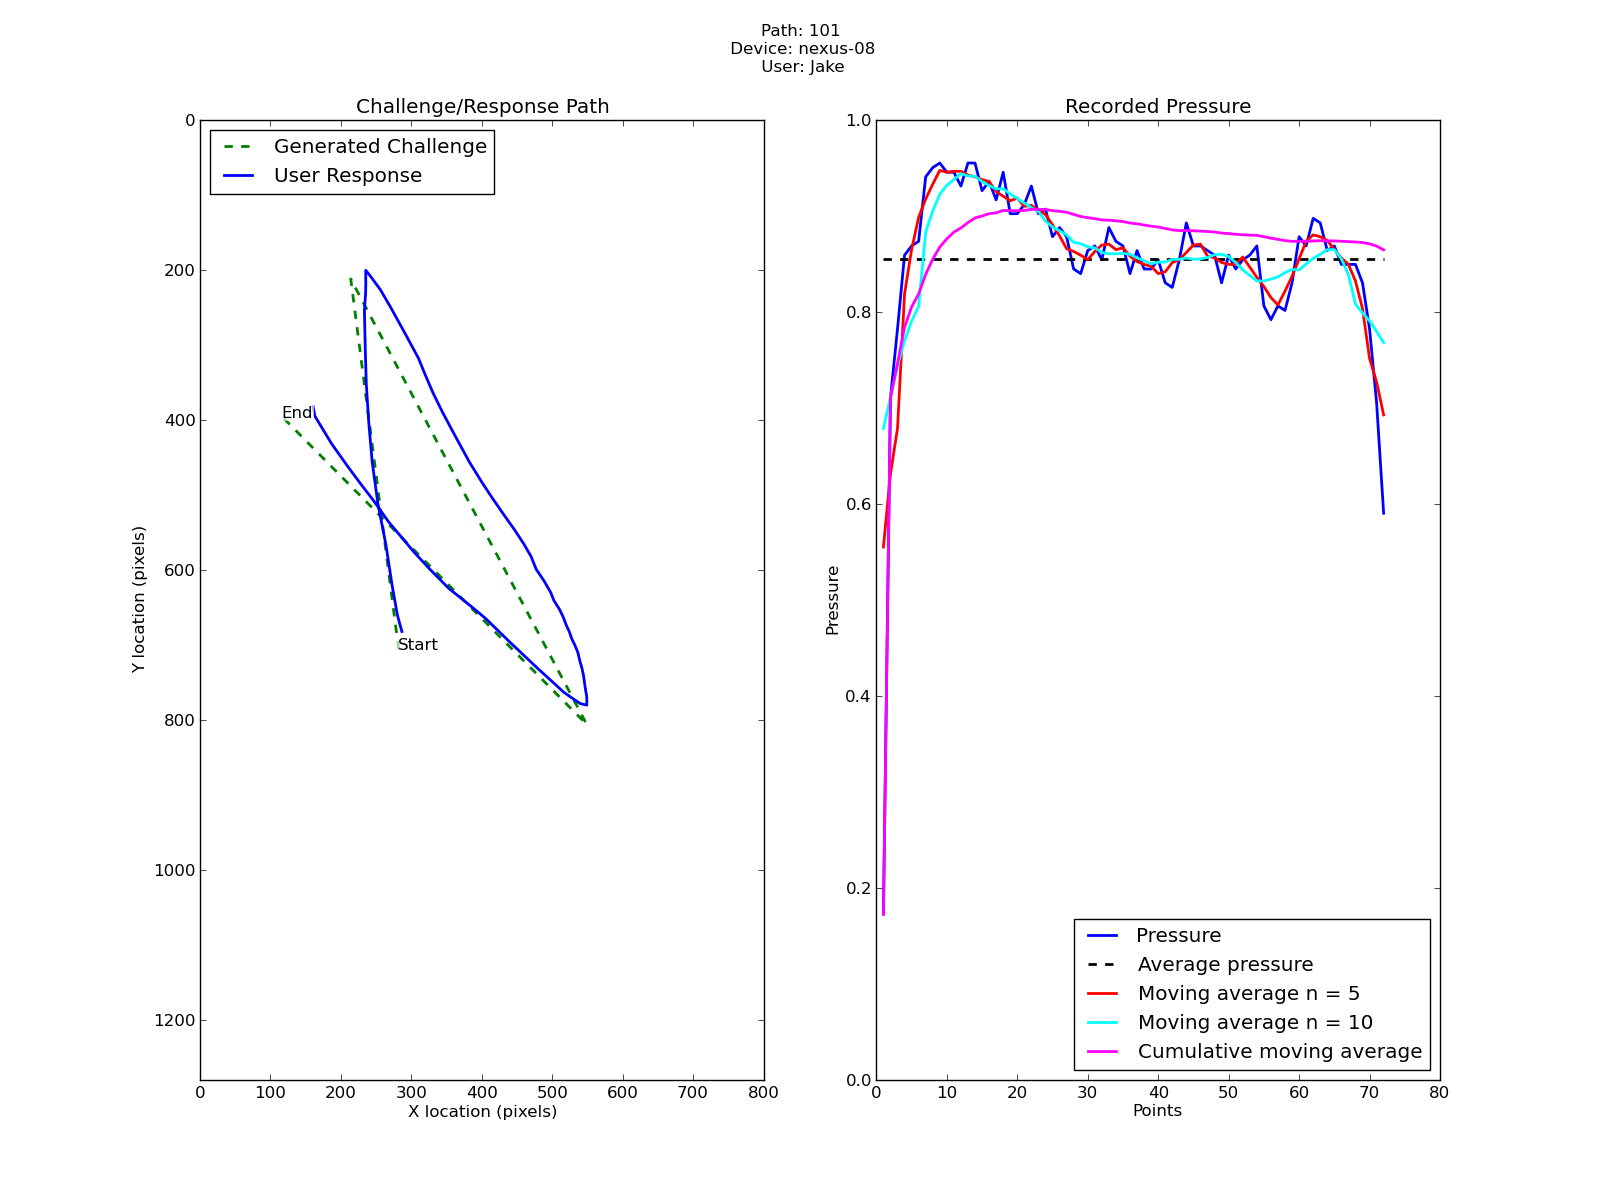 Path: 101
Device: nexus-08
User: Jake
Challenge/Response Path
Generated Challenge
User Response
0
200
400
600
800
1000
1200
Y location (pixels)
End
Start
0 100 200 300 400 500 600 700 800
X location (pixels)
Recorded Pressure
1.0
0.8
0.6
0.4
0.2
0.0
Pressure
Pressure
Average pressure
Moving average n = 5
Moving average n = 10
Cumulative moving average
0 10 20 30 40 50 60 70 80
Points